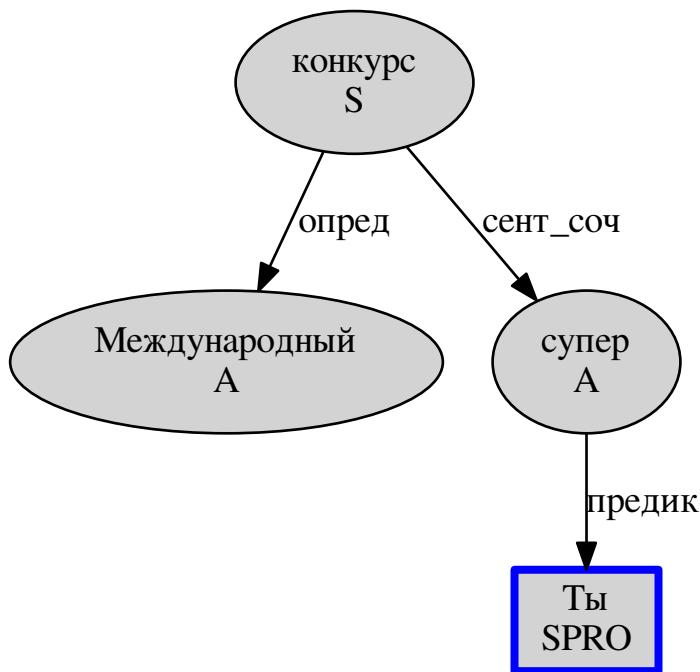 конкурс
S
опред
сент_соч
Международный
A
супер
A
предик
Ты
SPRO